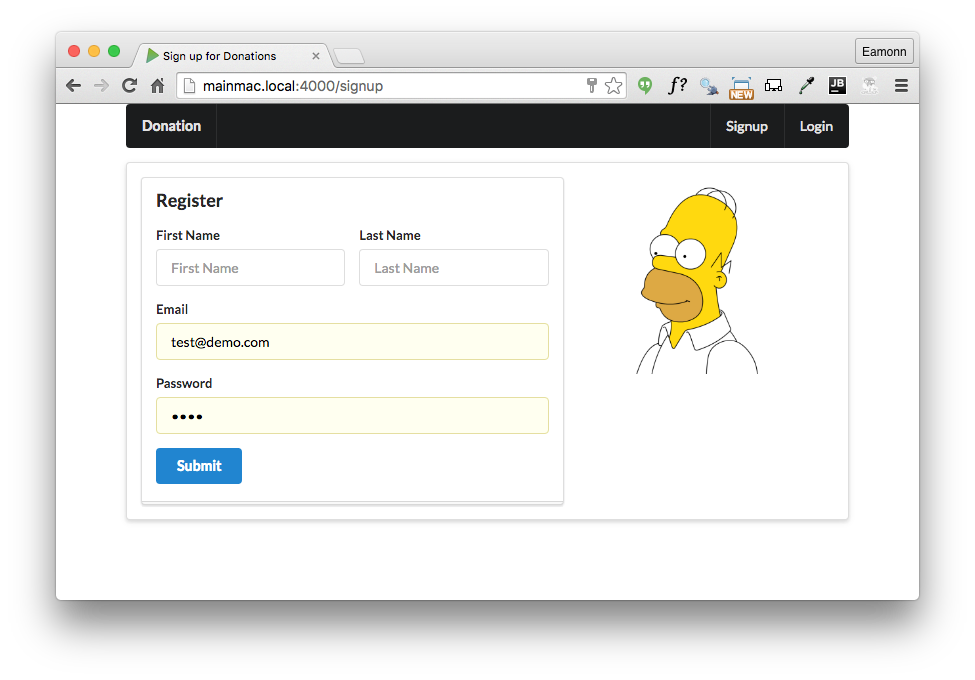 Sign up for Donations
Eamonn
mainmac.local:4000/signup
f?
NEW
JB
Donation
Signup
Login
Register
First Name
Last Name
First Name
Last Name
Email
test@demo.com
Password
••••
Submit